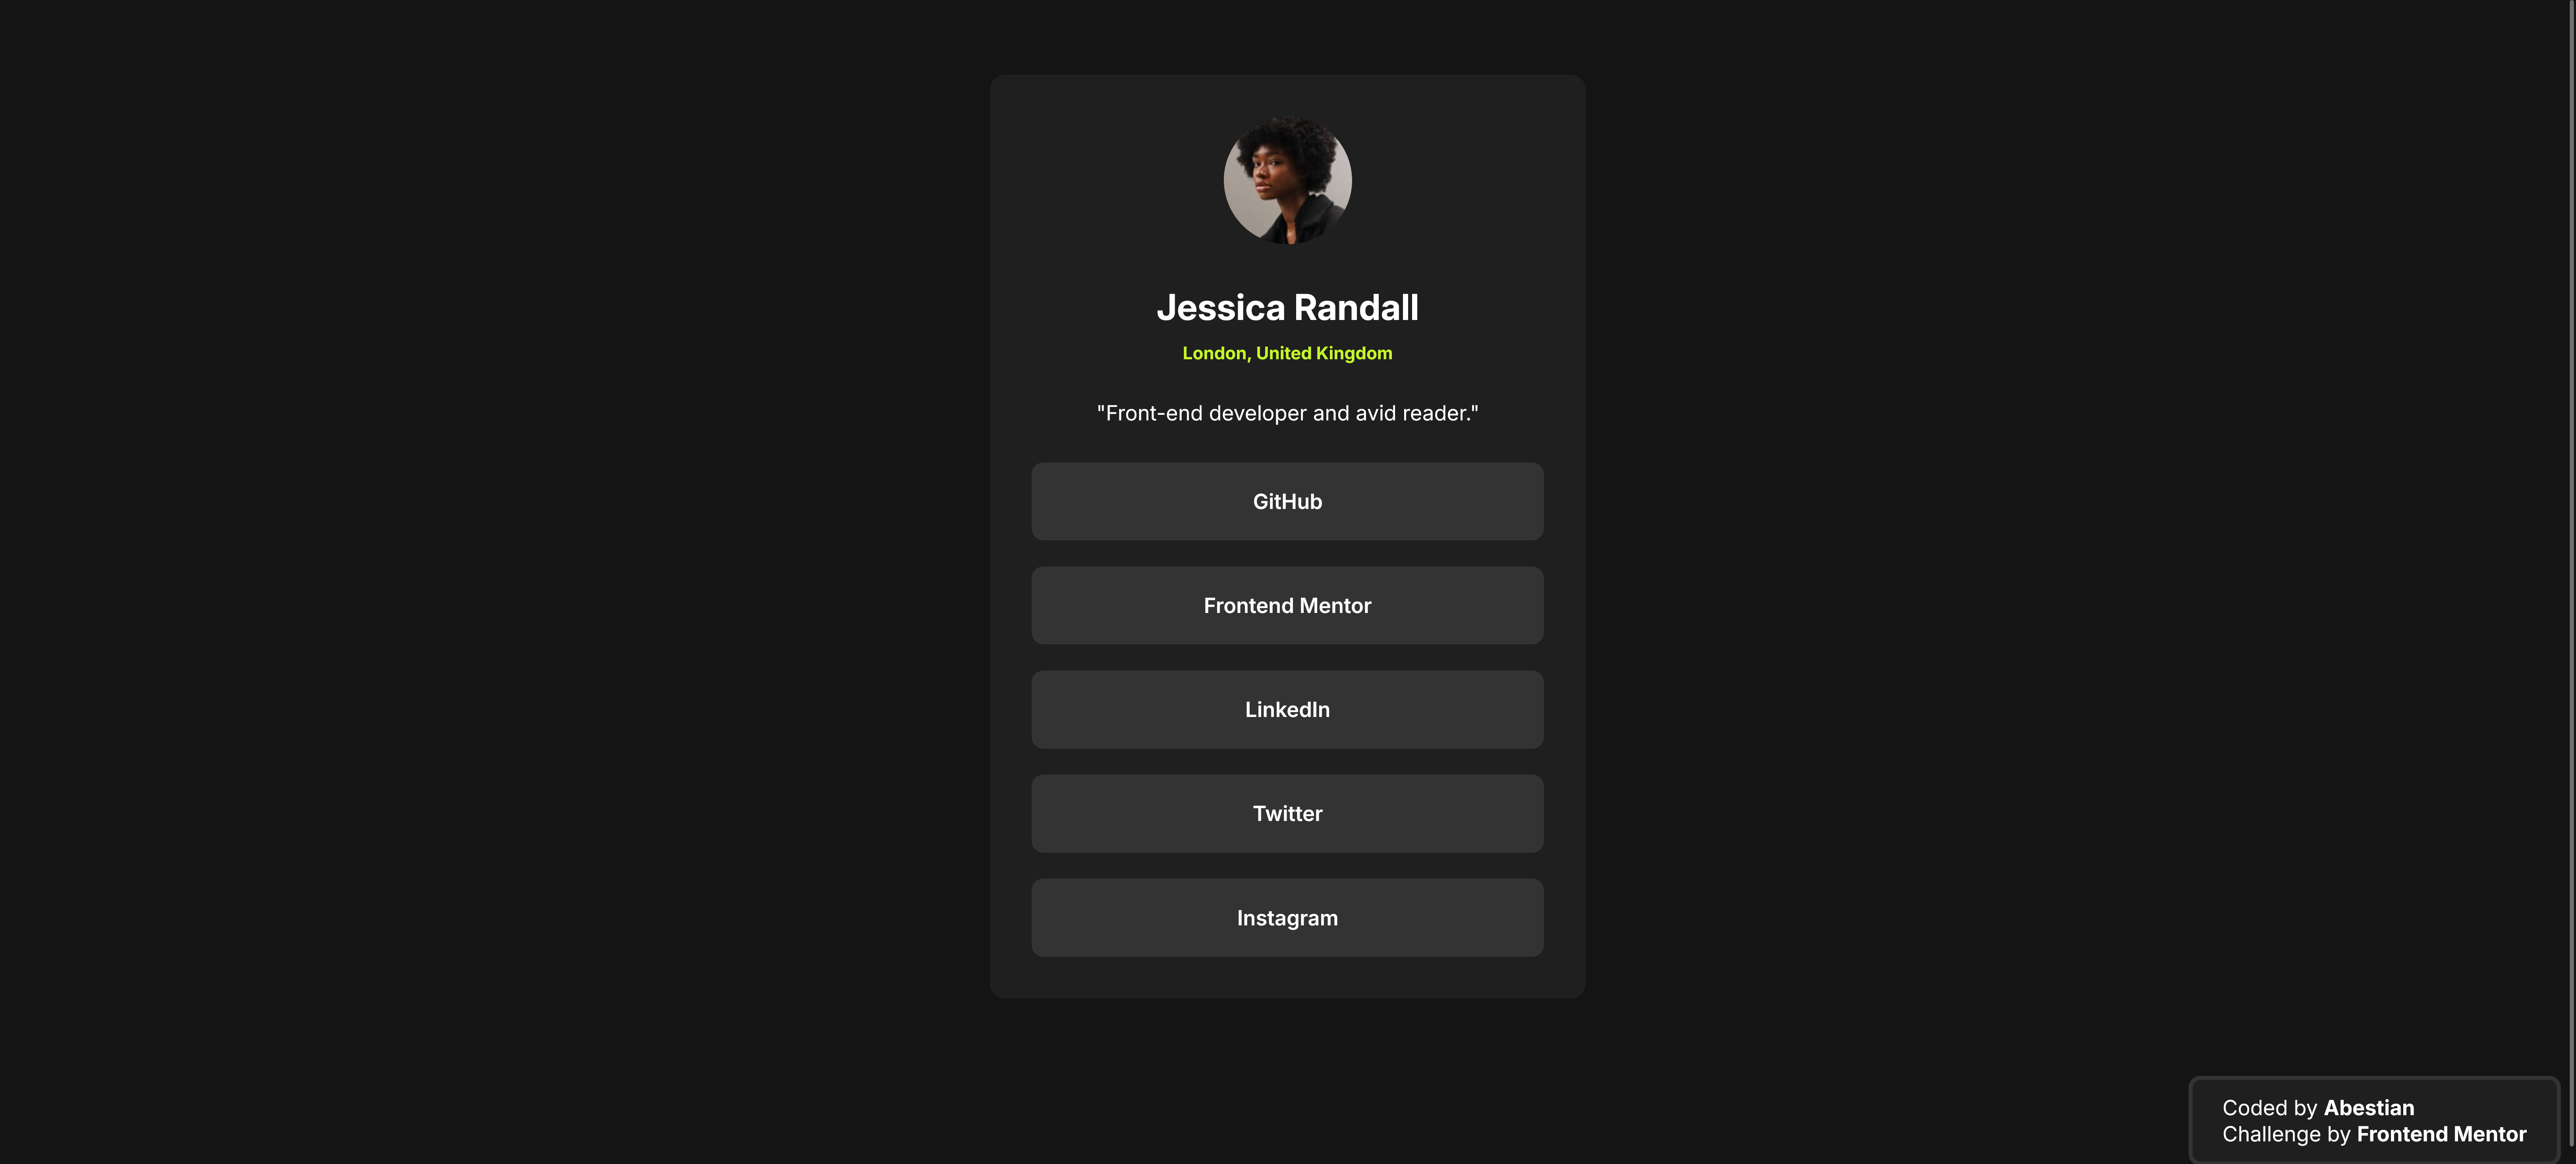 Jessica Randall
London, United Kingdom
"Front-end developer and avid reader."
GitHub
Frontend Mentor
LinkedIn
Twitter
Instagram
Coded by Abestian
Challenge by Frontend Mentor